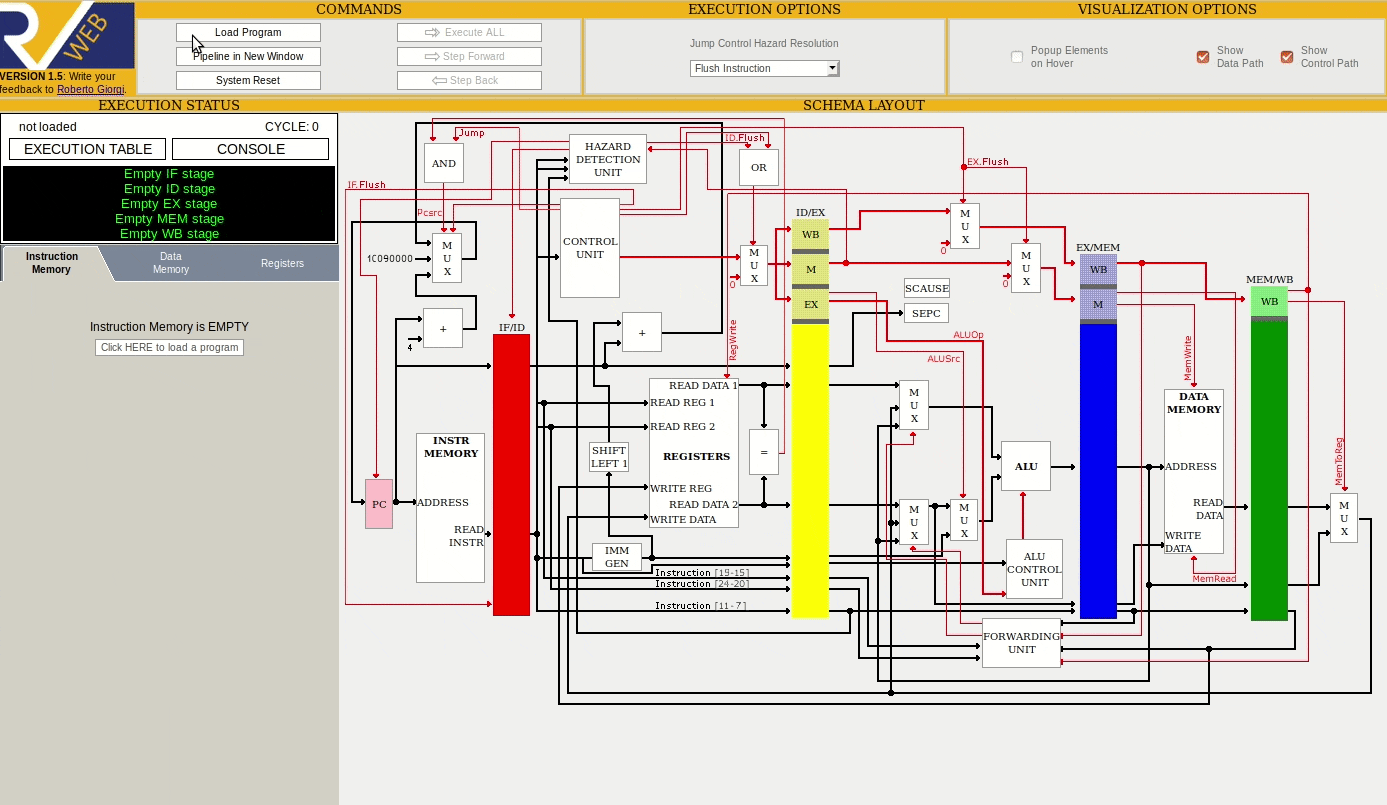 COMMANDS
EXECUTION OPTIONS
VISUALIZATION OPTIONS
RV
WEB
VERSION 1.5: Write your
feedback to Roberto Giorgi.
Load Program
Pipeline in New Window
System Reset
Execute ALL
Step Forward
Step Back
Jump Control Hazard Resolution
Flush Instruction
Popup Elements
on Hover
Show
Data Path
Show
Control Path
EXECUTION STATUS
SCHEMA LAYOUT
not loaded
CYCLE: 0
EXECUTION TABLE
CONSOLE
Empty IF stage
Empty ID stage
Empty EX stage
Empty MEM stage
Empty WB stage
Instruction
Memory
Data
Memory
Registers
Instruction Memory is EMPTY
Click HERE to load a program
Jump
AND
HAZARD
DETECTION
UNIT
ID.Flush
OR
EX.Flush
IF.Flush
Pcsrc
CONTROL
UNIT
ID/EX
WB
M
EX
M
U
X
10090000
M
U
X
0
M
U
X
0
M
U
X
0
EX/MEM
WB
M
MEM/WB
WB
SCAUSE
SEPC
+
4
IF/ID
+
RegWrite
ALUOp
ALUSrc
MemWrite
READ DATA 1
READ REG 1
READ REG 2
REGISTERS
WRITE REG
READ DATA 2
WRITE DATA
SHIFT
LEFT 1
=
M
U
X
M
U
X
M
U
X
ALU
DATA
MEMORY
ADDRESS
READ
DATA
WRITE
DATA
MemRead
MemToReg
M
U
X
INSTR
MEMORY
PC
ADDRESS
READ
INSTR
IMM
GEN
Instruction [19-15]
Instruction [24-20]
Instruction [11-7]
ALU
CONTROL
UNIT
FORWARDING
UNIT